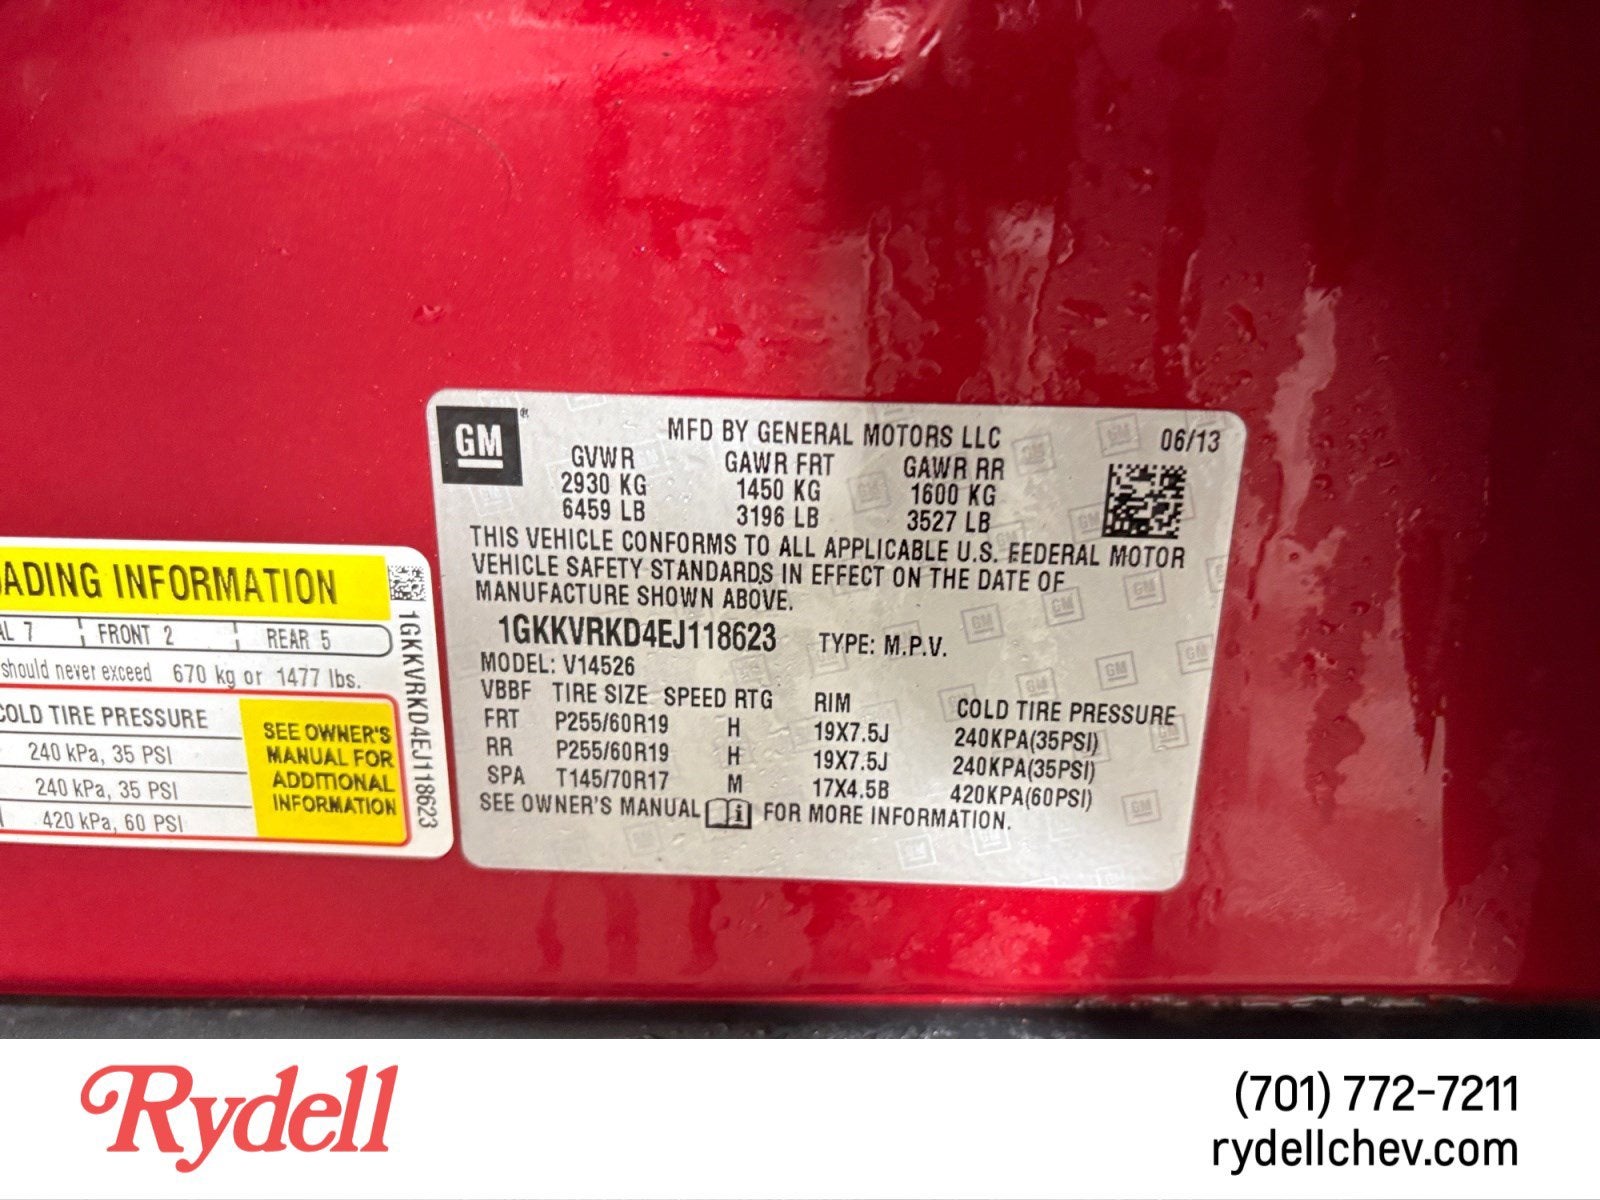 GM
MFD BY GENERAL MOTORS LLC
06/13
GVWR GAWR FRT GAWR RR
2930 KG 1450 KG 1600 KG
6459 LB 3196 LB 3527 LB
THIS VEHICLE CONFORMS TO ALL APPLICABLE U.S. FEDERAL MOTOR
VEHICLE SAFETY STANDARDS IN EFFECT ON THE DATE OF
MANUFACTURE SHOWN ABOVE.
1GKKVRKD4EJ118623 TYPE: M.P.V.
MODEL: V14526
VBBF TIRE SIZE SPEED RTG RIM COLD TIRE PRESSURE
FRT P255/60R19 H 19X7.5J 240KPA(35PSI)
RR P255/60R19 H 19X7.5J 240KPA(35PSI)
SPA T145/70R17 M 17X4.5B 420KPA(60PSI)
SEE OWNER'S MANUAL FOR MORE INFORMATION.
ADING INFORMATION
AL 7 FRONT 2 REAR 5
should never exceed 670 kg or 1477 lbs.
COLD TIRE PRESSURE
240 kPa, 35 PSI
240 kPa, 35 PSI
420 kPa, 60 PSI
SEE OWNER'S
MANUAL FOR
ADDITIONAL
INFORMATION
1GKKVRKD4EJ118623
Rydell
(701) 772-7211
rydellchev.com